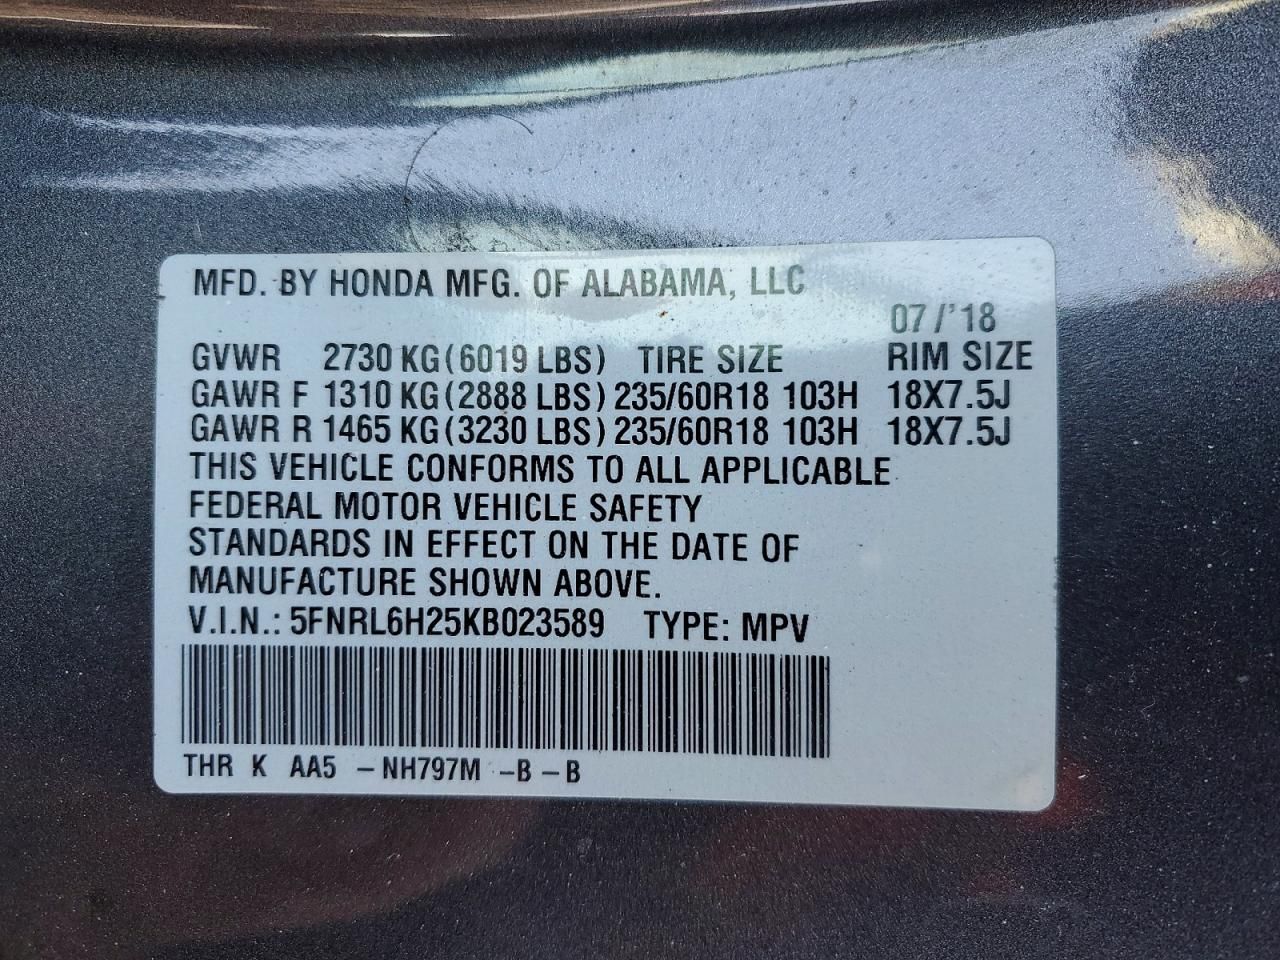 MFD. BY HONDA MFG. OF ALABAMA, LLC
07/'18
GVWR 2730 KG (6019 LBS) TIRE SIZE RIM SIZE
GAWR F 1310 KG (2888 LBS) 235/60R18 103H 18X7.5J
GAWR R 1465 KG (3230 LBS) 235/60R18 103H 18X7.5J
THIS VEHICLE CONFORMS TO ALL APPLICABLE
FEDERAL MOTOR VEHICLE SAFETY
STANDARDS IN EFFECT ON THE DATE OF
MANUFACTURE SHOWN ABOVE.
V.I.N.: 5FNRL6H25KB023589 TYPE: MPV
THR K AA5 -NH797M -B -B